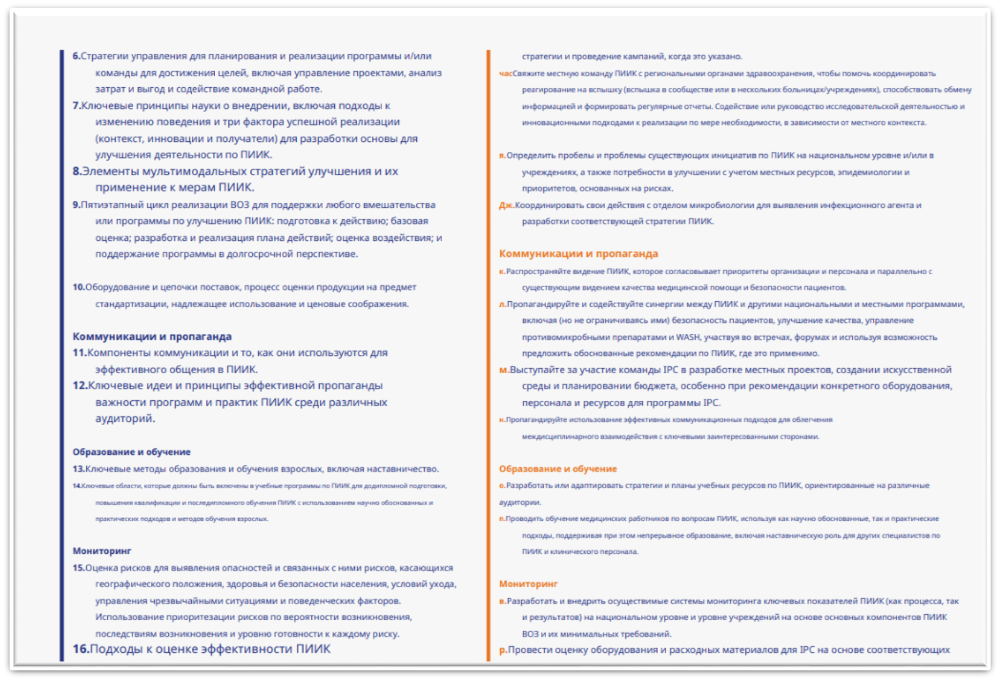 6.Стратегии управления для планирования и реализации программы и/или
команды для достижения целей, включая управление проектами, анализ
затрат и выгод и содействие командной работе.
7.Ключевые принципы науки о внедрении, включая подходы к
изменению поведения и три фактора успешной реализации
(контекст, инновации и получатели) для разработки основы для
улучшения деятельности по ПИИК.
8.Элементы мультимодальных стратегий улучшения и их
применение к мерам ПИИК.
9.Пятиэтапный цикл реализации ВОЗ для поддержки любого вмешательства
или программы по улучшению ПИИК: подготовка к действию; базовая
оценка; разработка и реализация плана действий; оценка воздействия; и
поддержание программы в долгосрочной перспективе.
10.Оборудование и цепочки поставок, процесс оценки продукции на предмет
стандартизации, надлежащее использование и ценовые соображения.
Коммуникации и пропаганда
11.Компоненты коммуникации и то, как они используются для
эффективного общения в ПИИК.
12.Ключевые идеи и принципы эффективной пропаганды
важности программ и практик ПИИК среди различных
аудиторий.
Образование и обучение
13.Ключевые методы образования и обучения взрослых, включая наставничество.
14.Ключевые области, которые должны быть включены в учебные программы по ПИИК для додипломной подготовки,
повышения квалификации и последипломного обучения ПИИК с использованием научно обоснованных и
практических подходов и методов обучения взрослых.
Мониторинг
15.Оценка рисков для выявления опасностей и связанных с ними рисков, касающихся
географического положения, здоровья и безопасности населения, условий ухода,
управления чрезвычайными ситуациями и поведенческих факторов.
Использование приоритезации рисков по вероятности возникновения,
последствиям возникновения и уровню готовности к каждому риску.
16.Подходы к оценке эффективности ПИИК
стратегии и проведение кампаний, когда это указано.
часСвяжите местную команду ПИИК с региональными органами здравоохранения, чтобы помочь координировать
реагирование на вспышку (вспышка в сообществе или в нескольких больницах/учреждениях), способствовать обмену
информацией и формировать регулярные отчеты. Содействие или руководство исследовательской деятельностью и
инновационными подходами к реализации по мере необходимости, в зависимости от местного контекста.
я.Определить пробелы и проблемы существующих инициатив по ПИИК на национальном уровне и/или в
учреждениях, а также потребности в улучшении с учетом местных ресурсов, эпидемиологии и
приоритетов, основанных на рисках.
Дж.Координировать свои действия с отделом микробиологии для выявления инфекционного агента и
разработки соответствующей стратегии ПИИК.
Коммуникации и пропаганда
к.Распространяйте видение ПИИК, которое согласовывает приоритеты организации и персонала и параллельно с
существующим видением качества медицинской помощи и безопасности пациентов.
л.Пропагандируйте и содействуйте синергии между ПИИК и другими национальными и местными программами,
включая (но не ограничиваясь ими) безопасность пациентов, улучшение качества, управление
противомикробными препаратами и WASH, участвуя во встречах, форумах и используя возможность
предложить обоснованные рекомендации по ПИИК, где это применимо.
м.Выступайте за участие команды IPC в разработке местных проектов, создании искусственной
среды и планировании бюджета, особенно при рекомендации конкретного оборудования,
персонала и ресурсов для программы IPC.
н.Пропагандируйте использование эффективных коммуникационных подходов для облегчения
междисциплинарного взаимодействия с ключевыми заинтересованными сторонами.
Образование и обучение
о.Разработать или адаптировать стратегии и планы учебных ресурсов по ПИИК, ориентированные на различные
аудитории.
п.Проводить обучение медицинских работников по вопросам ПИИК, используя как научно обоснованные, так и практические
подходы, поддерживая при этом непрерывное образование, включая наставническую роль для других специалистов по
ПИИК и клинического персонала.
Мониторинг
в.Разработать и внедрить осуществимые системы мониторинга ключевых показателей ПИИК (как процесса, так
и результатов) на национальном уровне и уровне учреждений на основе основных компонентов ПИИК
ВОЗ и их минимальных требований.
р.Провести оценку оборудования и расходных материалов для IPC на основе соответствующих